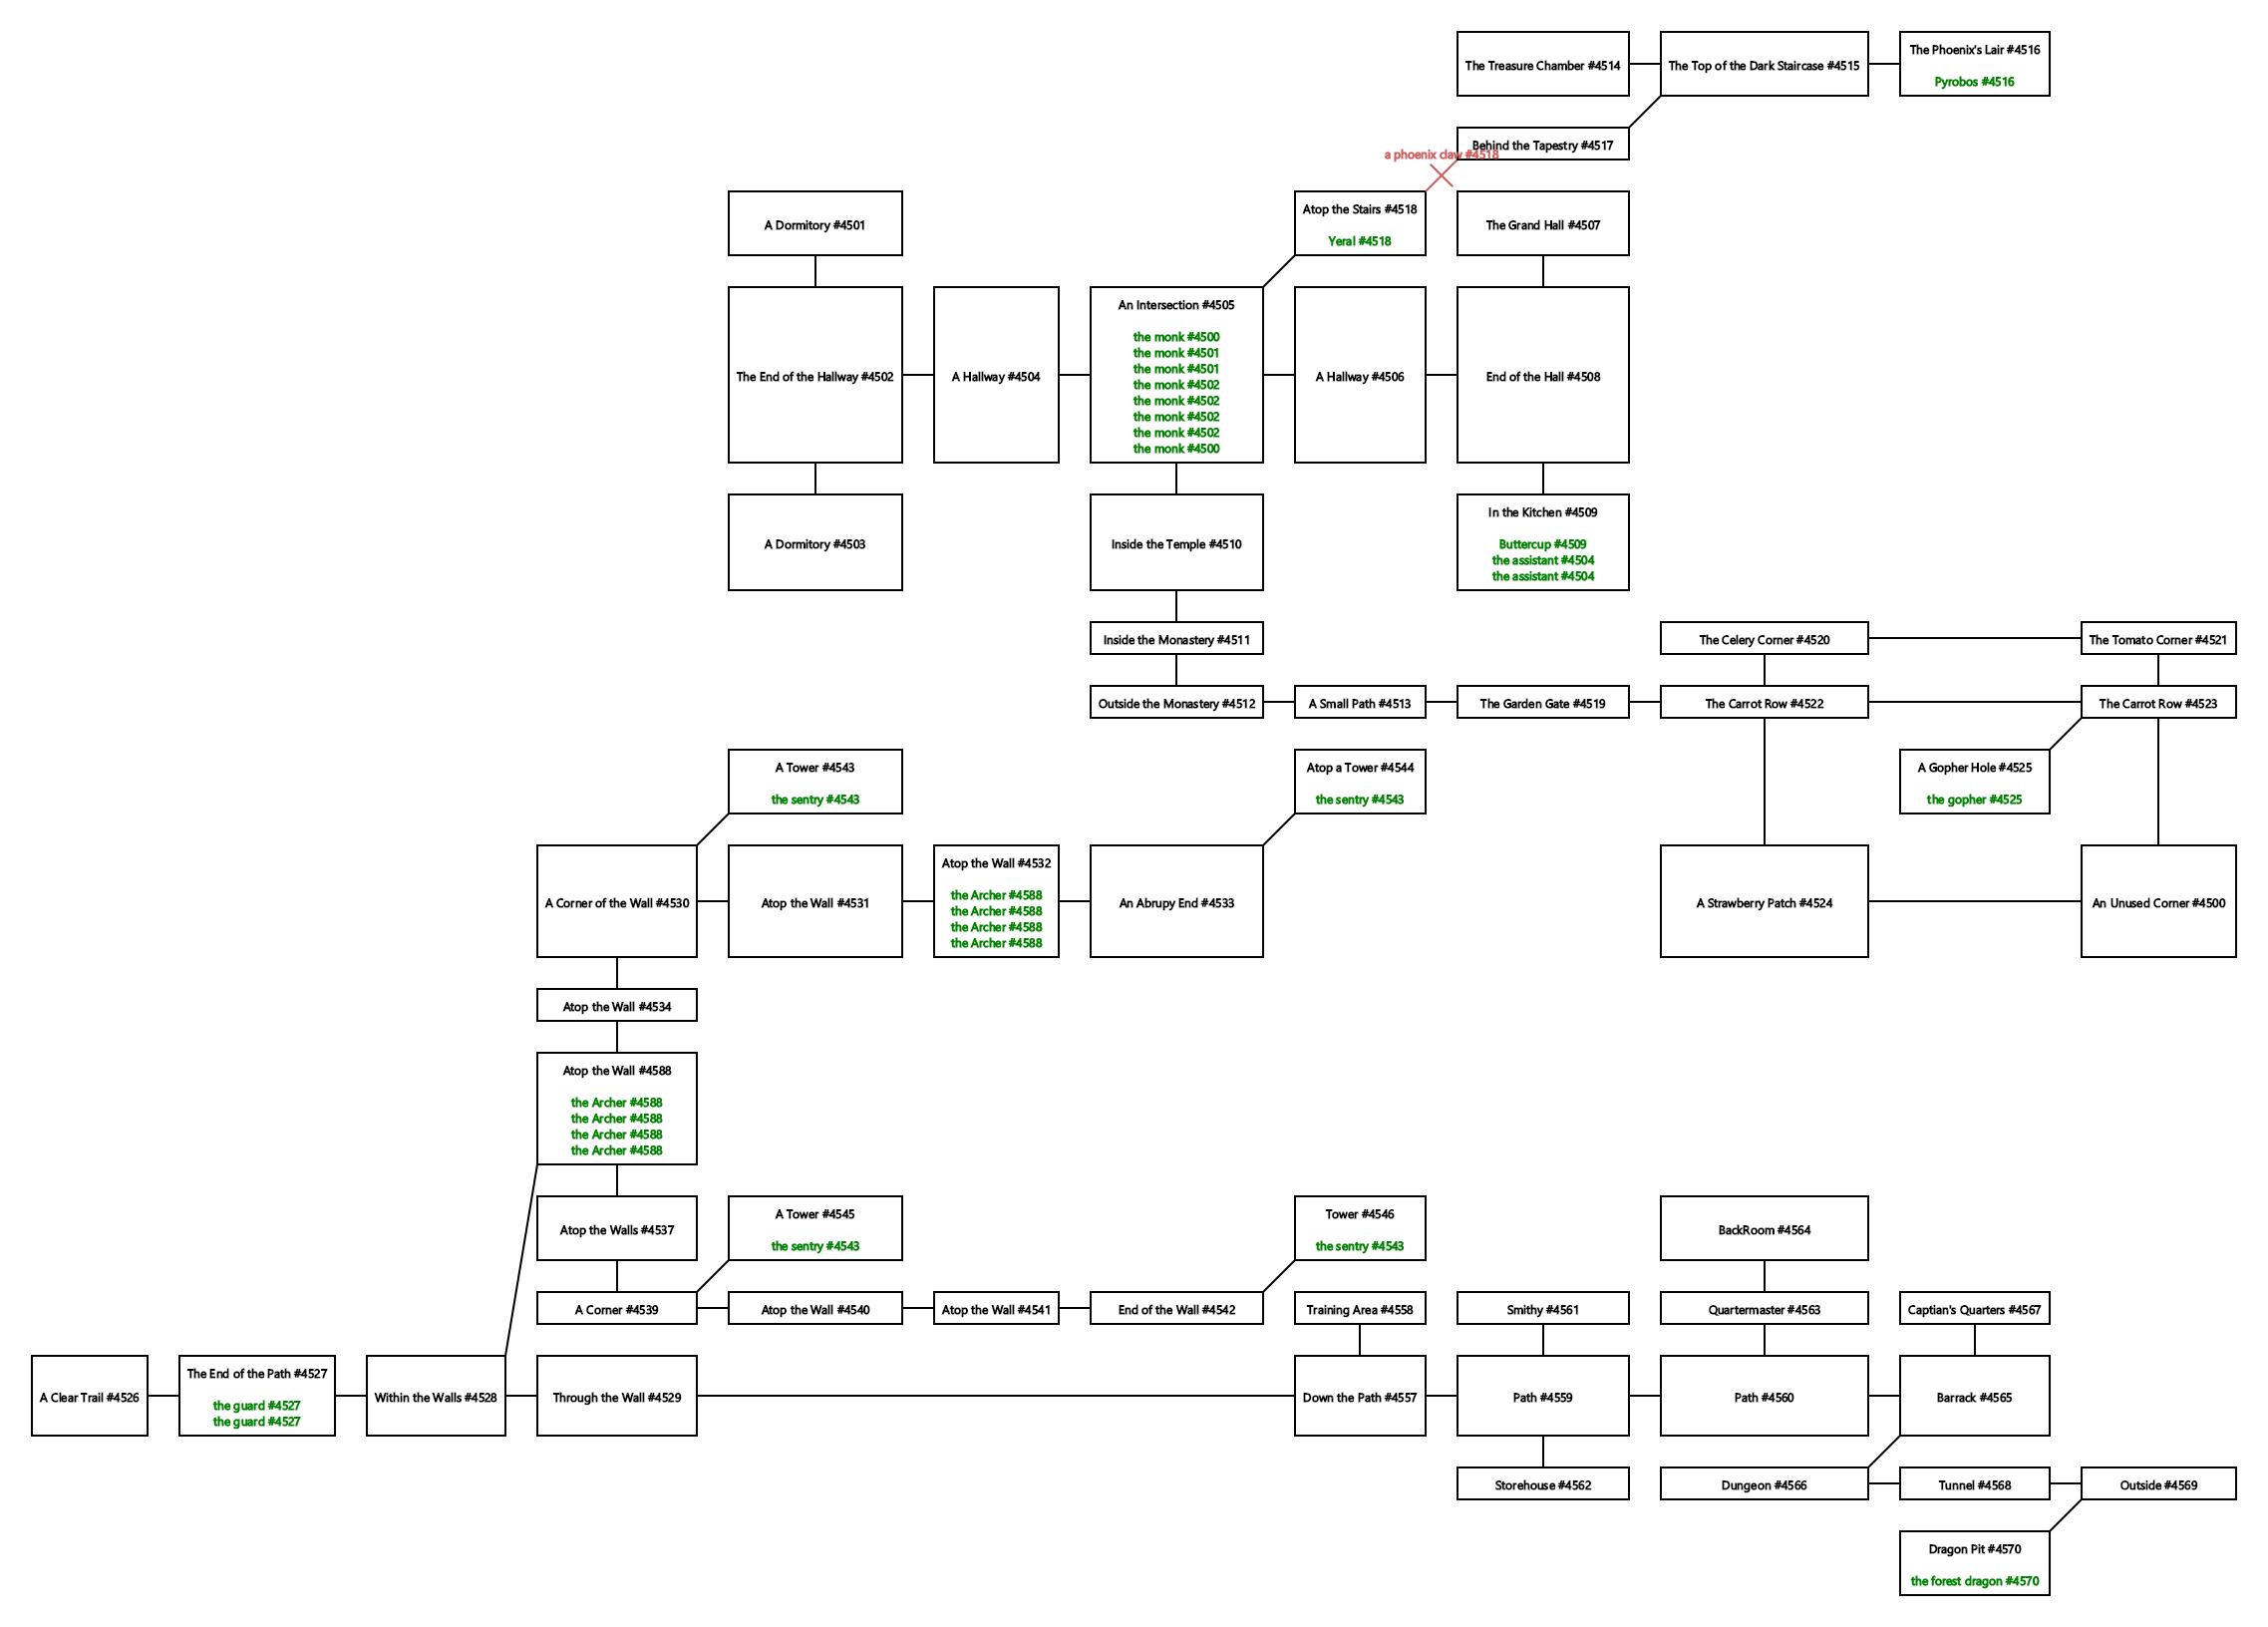 The Treasure Chamber #4514
The Top of the Dark Staircase #4515
The Phoenix's Lair #4516
Pyrobos #4516
Behind the Tapestry #4517
a phoenix claw #4518
A Dormitory #4501
Atop the Stairs #4518
Yeral #4518
The Grand Hall #4507
The End of the Hallway #4502
A Hallway #4504
An Intersection #4505
the monk #4500
the monk #4501
the monk #4501
the monk #4502
the monk #4502
the monk #4502
the monk #4502
the monk #4500
A Hallway #4506
End of the Hall #4508
A Dormitory #4503
Inside the Temple #4510
In the Kitchen #4509
Buttercup #4509
the assistant #4504
the assistant #4504
Inside the Monastery #4511
The Celery Corner #4520
The Tomato Corner #4521
Outside the Monastery #4512
A Small Path #4513
The Garden Gate #4519
The Carrot Row #4522
The Carrot Row #4523
A Tower #4543
the sentry #4543
Atop a Tower #4544
the sentry #4543
A Gopher Hole #4525
the gopher #4525
A Corner of the Wall #4530
Atop the Wall #4531
Atop the Wall #4532
the Archer #4588
the Archer #4588
the Archer #4588
the Archer #4588
An Abrupy End #4533
A Strawberry Patch #4524
An Unused Corner #4500
Atop the Wall #4534
Atop the Wall #4588
the Archer #4588
the Archer #4588
the Archer #4588
the Archer #4588
Atop the Walls #4537
A Tower #4545
the sentry #4543
Tower #4546
the sentry #4543
BackRoom #4564
A Corner #4539
Atop the Wall #4540
Atop the Wall #4541
End of the Wall #4542
Training Area #4558
Smithy #4561
Quartermaster #4563
Captian's Quarters #4567
A Clear Trail #4526
The End of the Path #4527
the guard #4527
the guard #4527
Within the Walls #4528
Through the Wall #4529
Down the Path #4557
Path #4559
Path #4560
Barrack #4565
Storehouse #4562
Dungeon #4566
Tunnel #4568
Outside #4569
Dragon Pit #4570
the forest dragon #4570